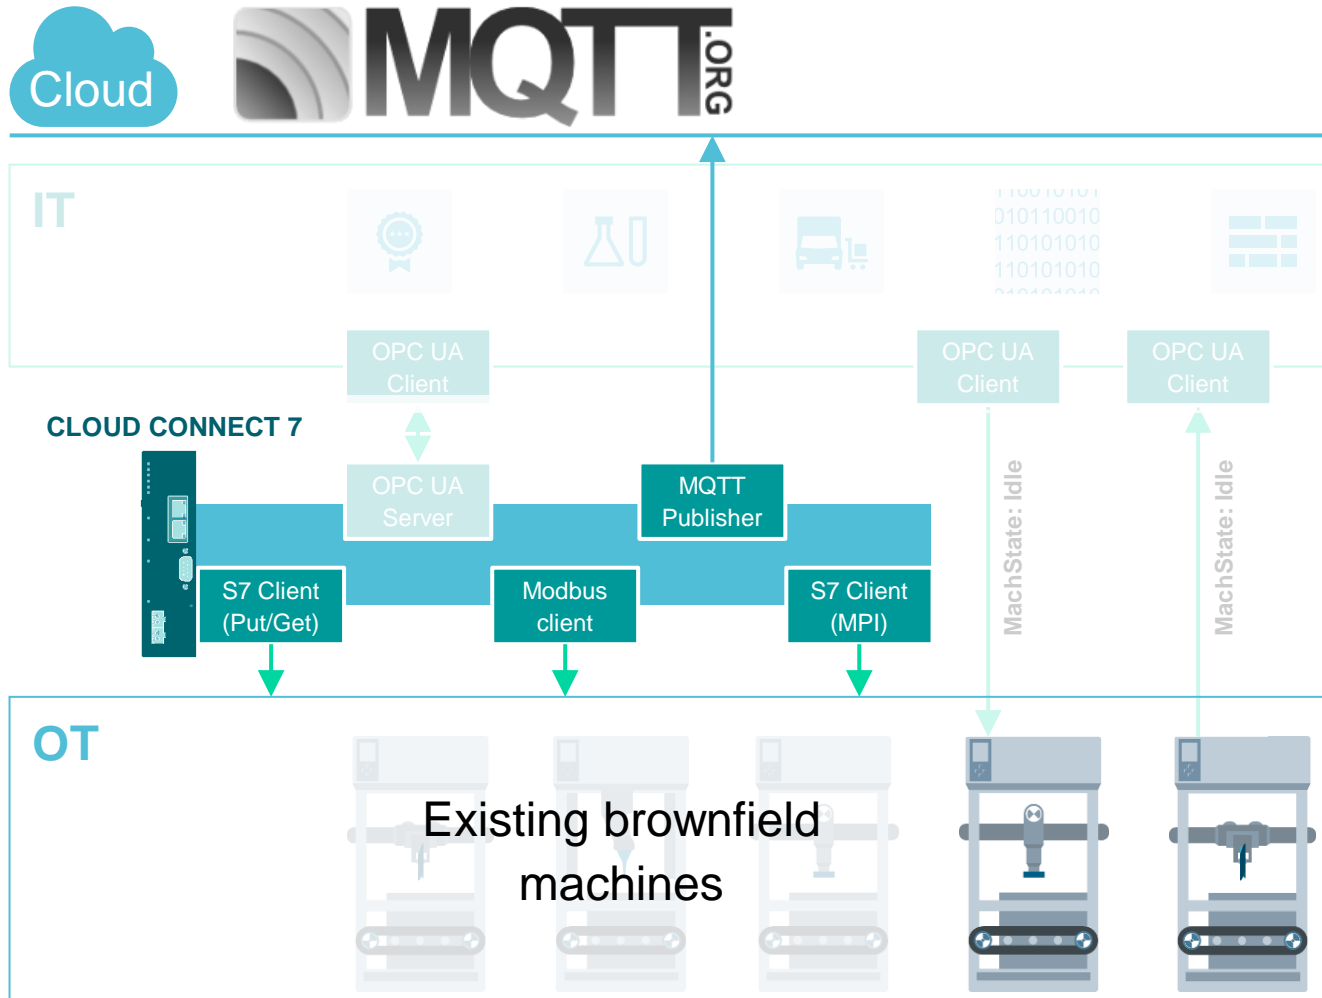 Cloud
MQTT
.ORG
IT
110010101
010110010
110101010
110101010
010101010
OPC UA
Client
OPC UA
Client
OPC UA
Client
CLOUD CONNECT 7
OPC UA
Server
MQTT
Publisher
MachState: Idle
MachState: Idle
S7 Client
(Put/Get)
Modbus
client
S7 Client
(MPI)
OT
Existing brownfield
machines